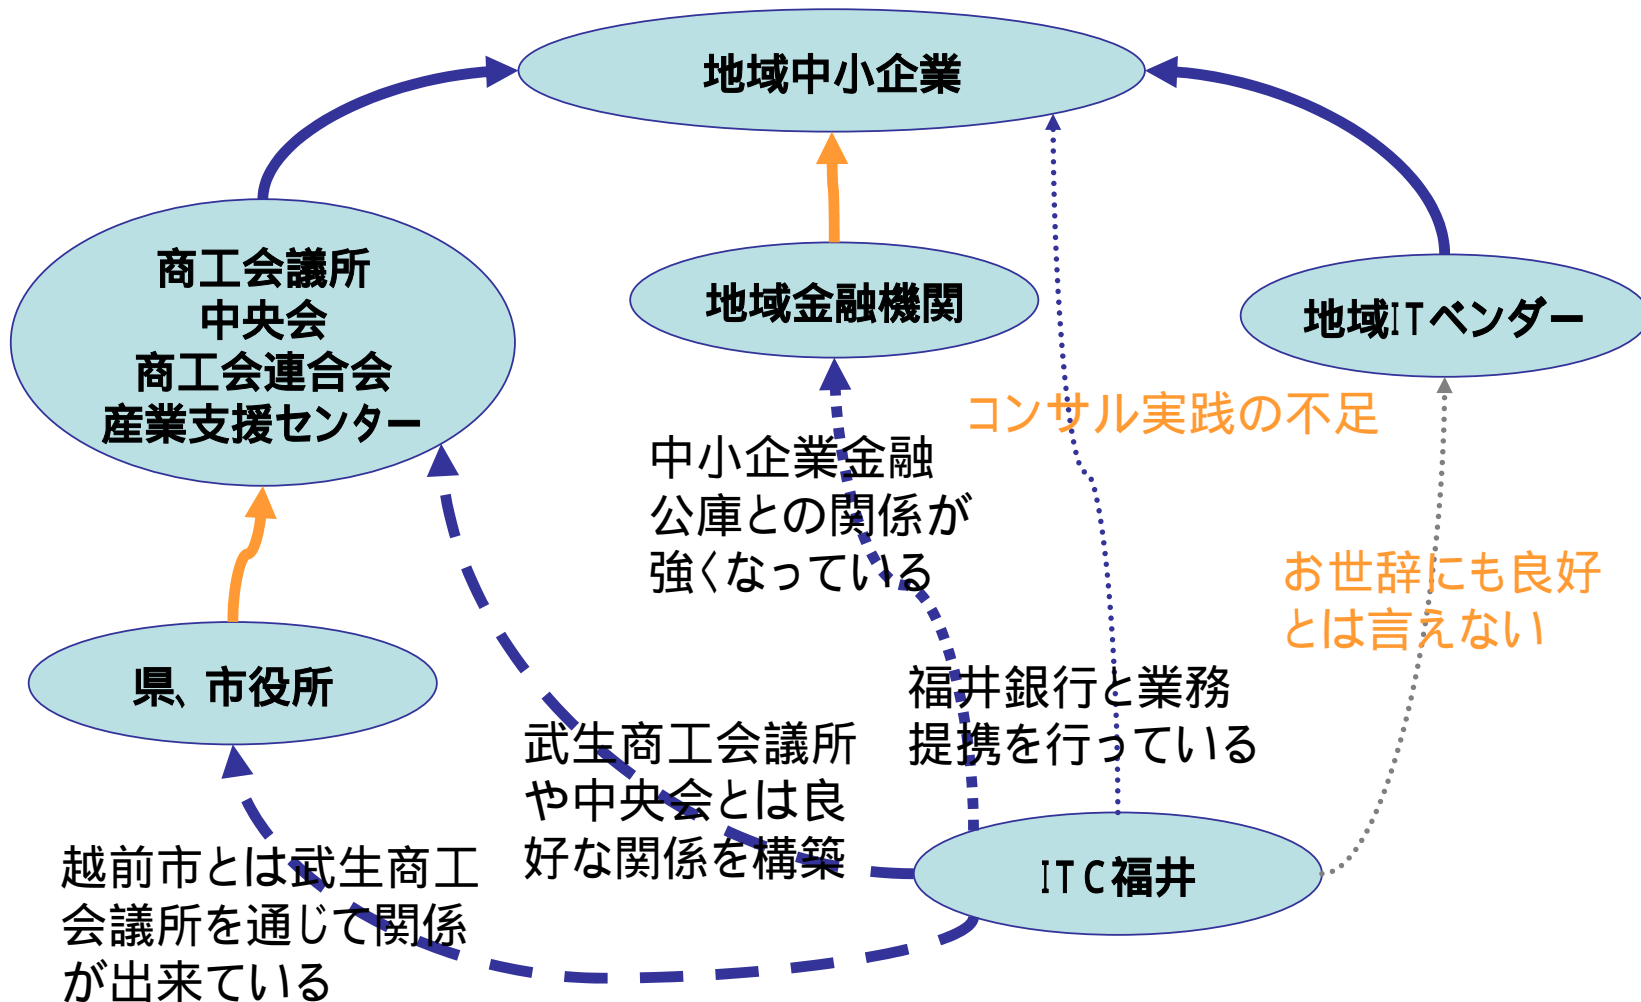 地域中小企業
商工会議所
中央会
商工会連合会
産業支援センター
地域金融機関
地域ITベンダー
コンサル実践の不足
中小企業金融
公庫との関係が
強くなっている
お世辞にも良好
とは言えない
県、市役所
福井銀行と業務
提携を行っている
武生商工会議所
や中央会とは良
好な関係を構築
ITC福井
越前市とは武生商工
会議所を通じて関係
が出来ている